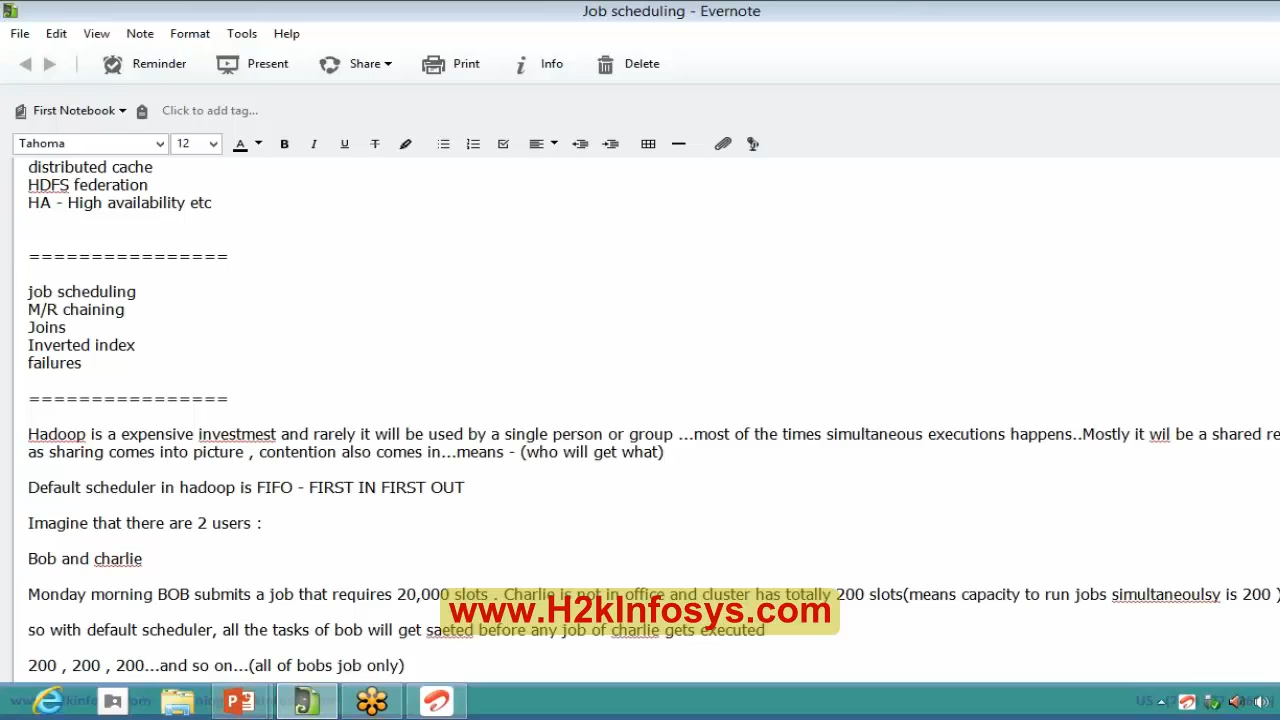 Job scheduling - Evernote
File Edit View Note Format Tools Help
Reminder Present Share Print Info Delete
First Notebook Click to add tag...
Tahoma 12 A B I U T
distributed cache
HDFS federation
HA - High availability etc
================
job scheduling
M/R chaining
Joins
Inverted index
failures
================
Hadoop is a expensive investmest and rarely it will be used by a single person or group ...most of the times simultaneous executions happens..Mostly it wil be a shared re
as sharing comes into picture , contention also comes in...means - (who will get what)
Default scheduler in hadoop is FIFO - FIRST IN FIRST OUT
Imagine that there are 2 users :
Bob and charlie
Monday morning BOB submits a job that requires 20,000 slots . Charlie is not in office and cluster has totally 200 slots(means capacity to run jobs simultaneoulsy is 200 )
www.H2kInfosys.com
so with default scheduler, all the tasks of bob will get saeted before any job of charlie gets executed
200 , 200 , 200...and so on...(all of bobs job only)
US